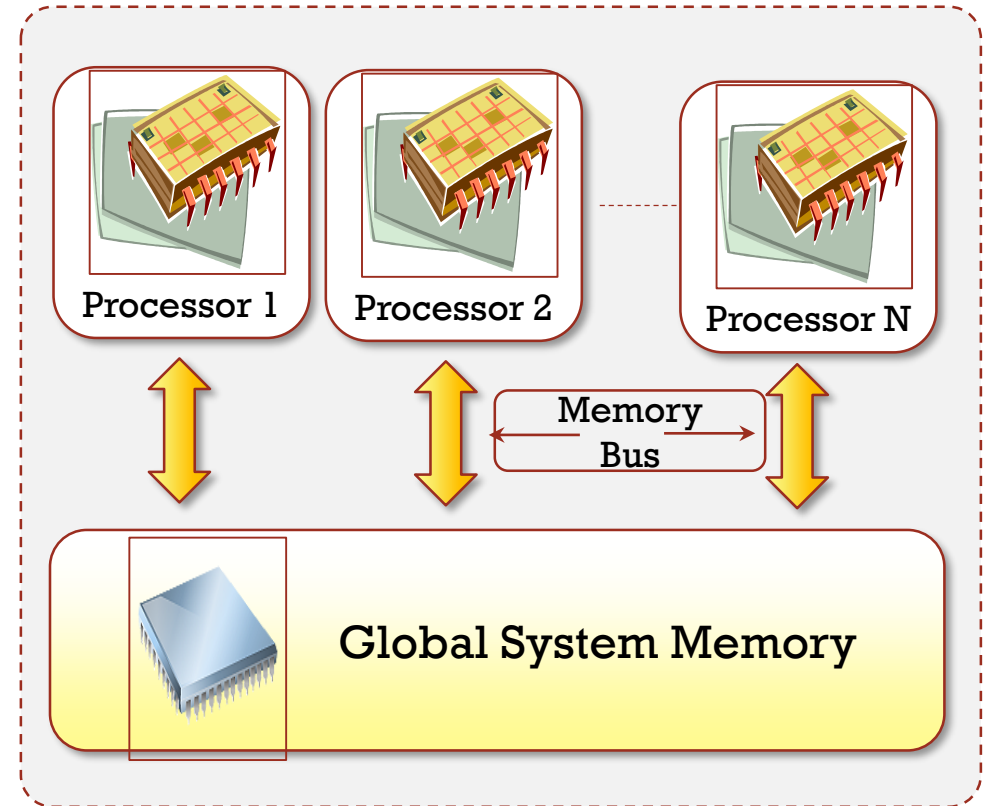 Processor 1
Processor 2
Processor N
Memory
Bus
Global System Memory